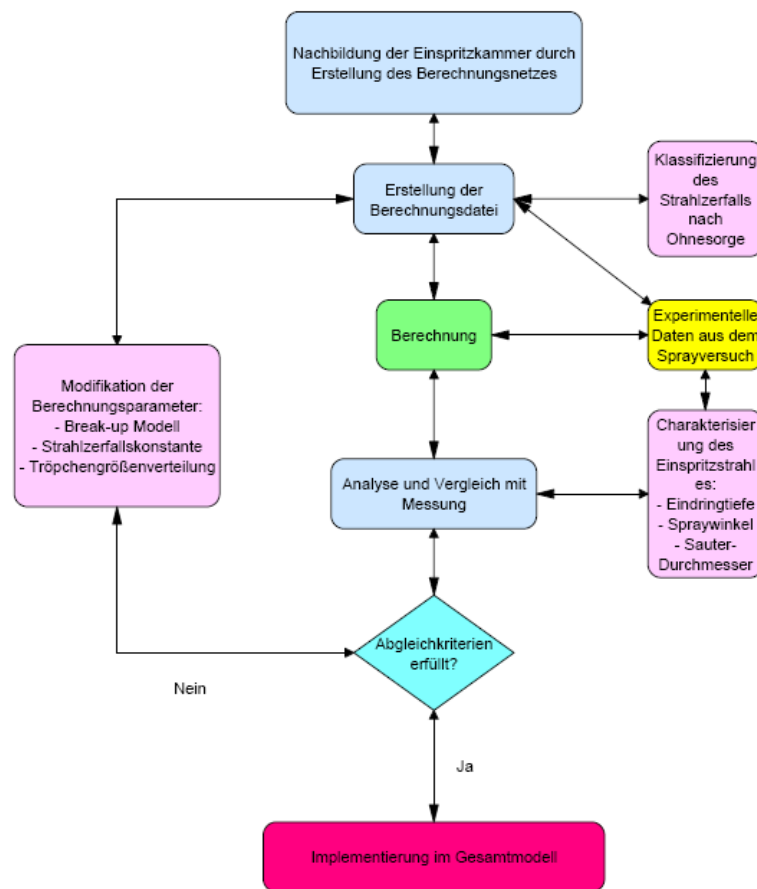 Nachbildung der Einspritzkammer durch
Erstellung des Berechnungsnetzes
Klassifizierung
des
Strahlzerfalls
nach
Ohnesorge
Erstellung der
Berechnungsdatei
Berechnung
Experimentelle
Daten aus dem
Sprayversuch
Modifikation der
Berechnungsparameter:
- Break-up Modell
- Strahlzerfallskonstante
- Tröpchengrößenverteilung
Charakterisier
ung des
Einspritzstrahl
es:
- Eindringtiefe
- Spraywinkel
- Sauter-
Durchmesser
Analyse und Vergleich mit
Messung
Abgleichkriterien
erfüllt?
Nein
Ja
Implementierung im Gesamtmodell